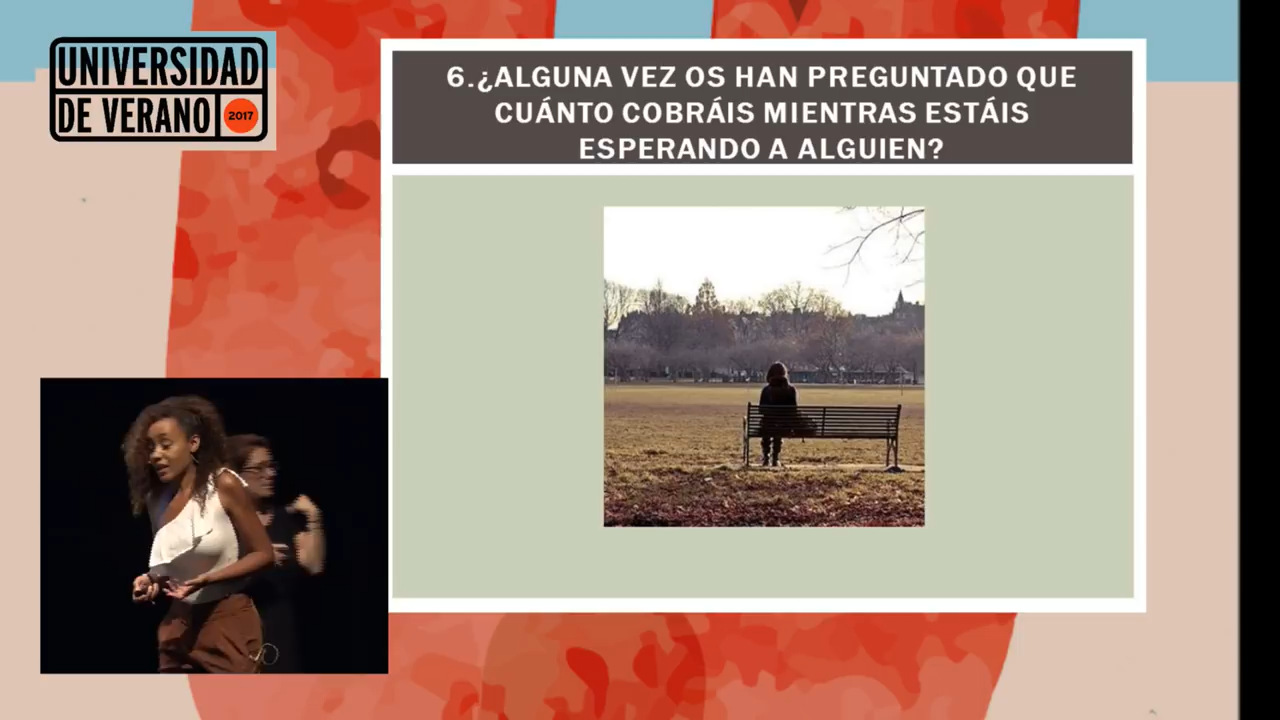 UNIVERSIDAD
DE VERANO 2017
6.¿ALGUNA VEZ OS HAN PREGUNTADO QUE
CUÁNTO COBRÁIS MIENTRAS ESTÁIS
ESPERANDO A ALGUIEN?